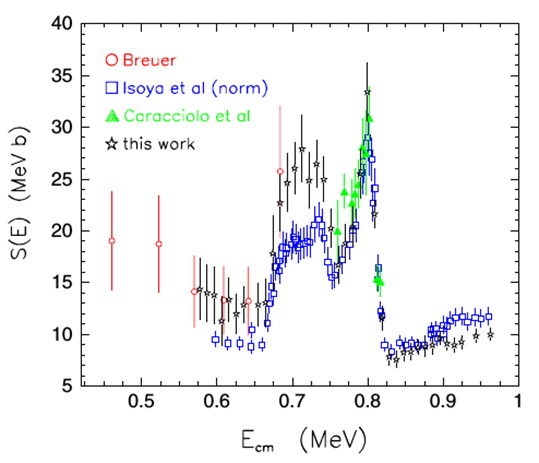 40
35
30
25
20
15
10
5
S(E) (MeV b)
Breuer
Isoya et al (norm)
Caracciolo et al
this work
0.5
0.6
0.7
0.8
0.9
1
Ecm (MeV)